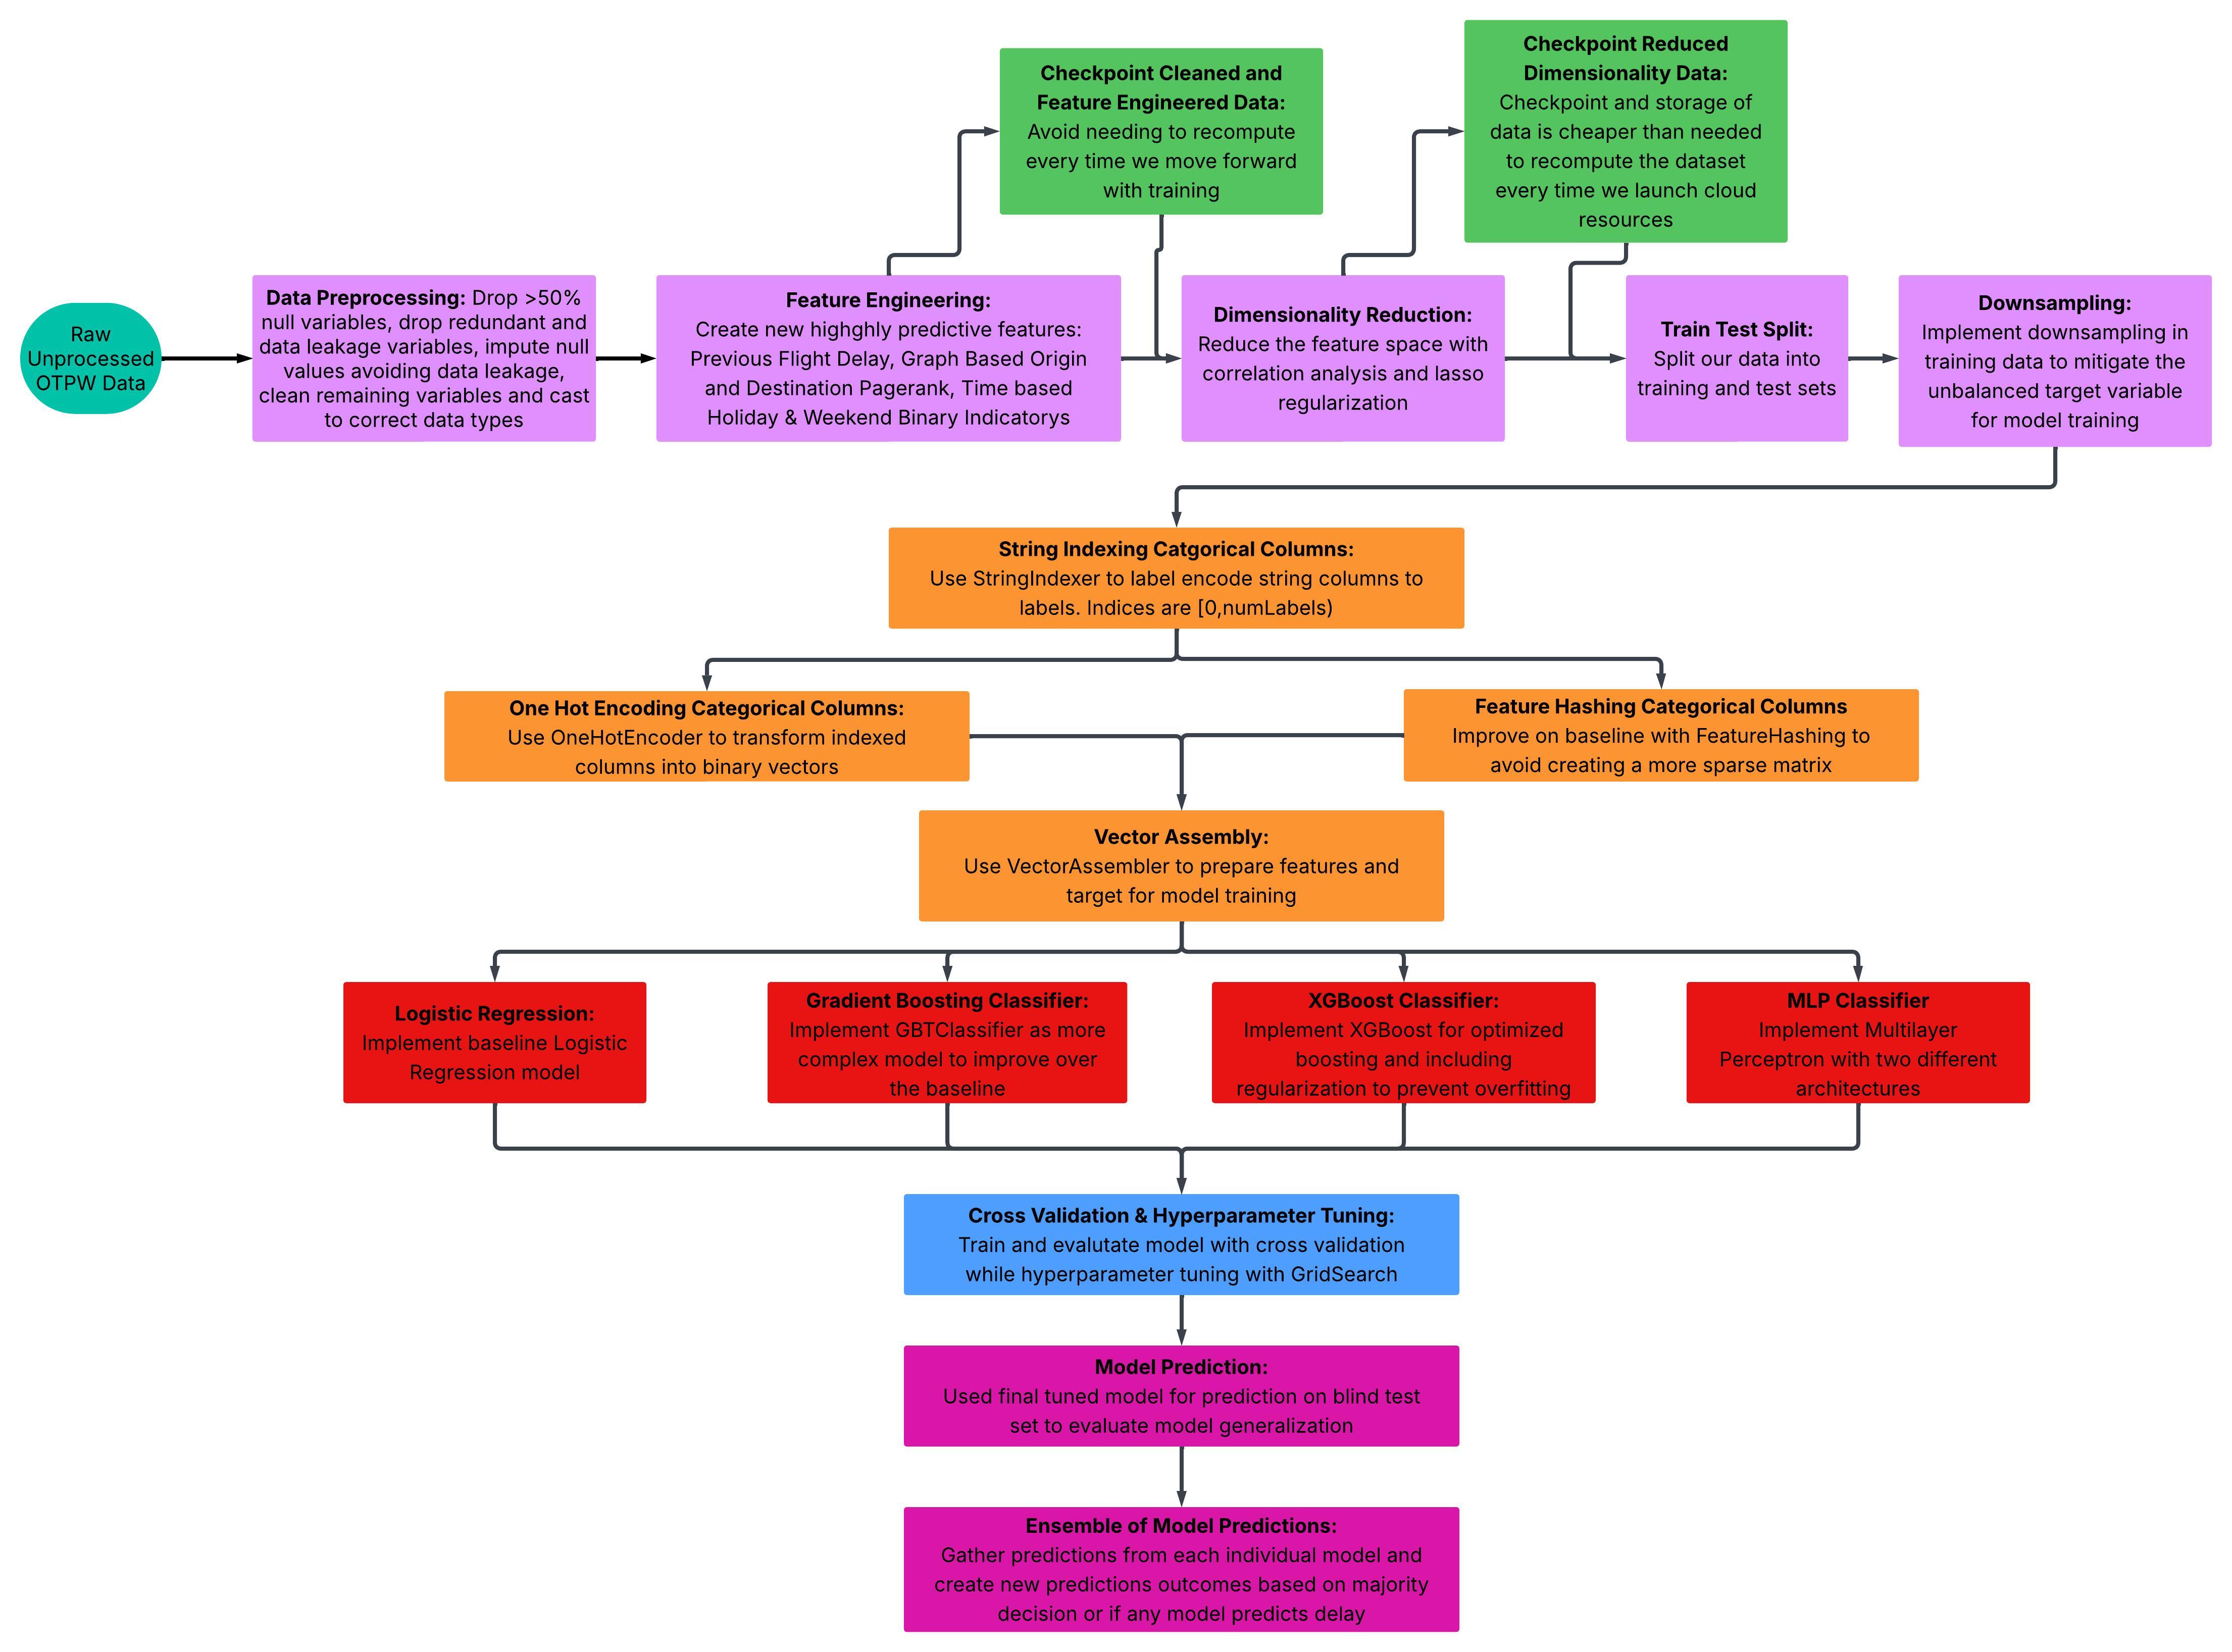 Checkpoint Cleaned and
Feature Engineered Data:
Avoid needing to recompute
every time we move forward
with training
Checkpoint Reduced
Dimensionality Data:
Checkpoint and storage of
data is cheaper than needed
to recompute the dataset
every time we launch cloud
resources
Raw
Unprocessed
OTPW Data
Data Preprocessing: Drop >50%
null variables, drop redundant and
data leakage variables, impute null
values avoiding data leakage,
clean remaining variables and cast
to correct data types
Feature Engineering:
Create new highghly predictive features:
Previous Flight Delay, Graph Based Origin
and Destination Pagerank, Time based
Holiday & Weekend Binary Indicatorys
Dimensionality Reduction:
Reduce the feature space with
correlation analysis and lasso
regularization
Train Test Split:
Split our data into
training and test sets
Downsampling:
Implement downsampling in
training data to mitigate the
unbalanced target variable
for model training
String Indexing Catgorical Columns:
Use StringIndexer to label encode string columns to
labels. Indices are [0,numLabels)
One Hot Encoding Categorical Columns:
Use OneHotEncoder to transform indexed
columns into binary vectors
Feature Hashing Categorical Columns
Improve on baseline with FeatureHashing to
avoid creating a more sparse matrix
Vector Assembly:
Use VectorAssembler to prepare features and
target for model training
Logistic Regression:
Implement baseline Logistic
Regression model
Gradient Boosting Classifier:
Implement GBTClassifier as more
complex model to improve over
the baseline
XGBoost Classifier:
Implement XGBoost for optimized
boosting and including
regularization to prevent overfitting
MLP Classifier
Implement Multilayer
Perceptron with two different
architectures
Cross Validation & Hyperparameter Tuning:
Train and evalutate model with cross validation
while hyperparameter tuning with GridSearch
Model Prediction:
Used final tuned model for prediction on blind test
set to evaluate model generalization
Ensemble of Model Predictions:
Gather predictions from each individual model and
create new predictions outcomes based on majority
decision or if any model predicts delay